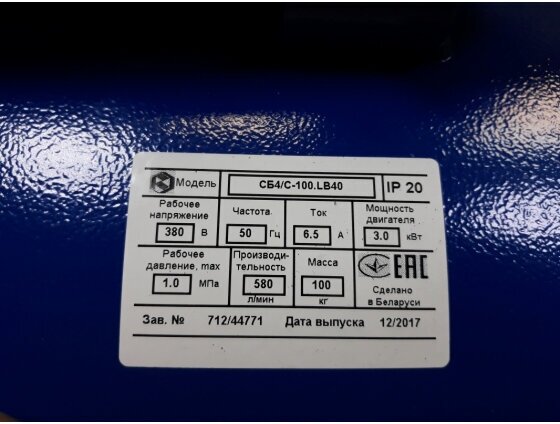 Модель СБ4/С-100.LB40 IP 20
Рабочее напряжение 380 В
Частота 50 Гц
Ток 6.5 А
Мощность двигателя 3.0 кВт
Рабочее давление, max 1.0 МПа
Производи-
тельность 580 л/мин
Масса 100 кг
EAC
Сделано
в Беларуси
Зав. № 712/44771 Дата выпуска 12/2017